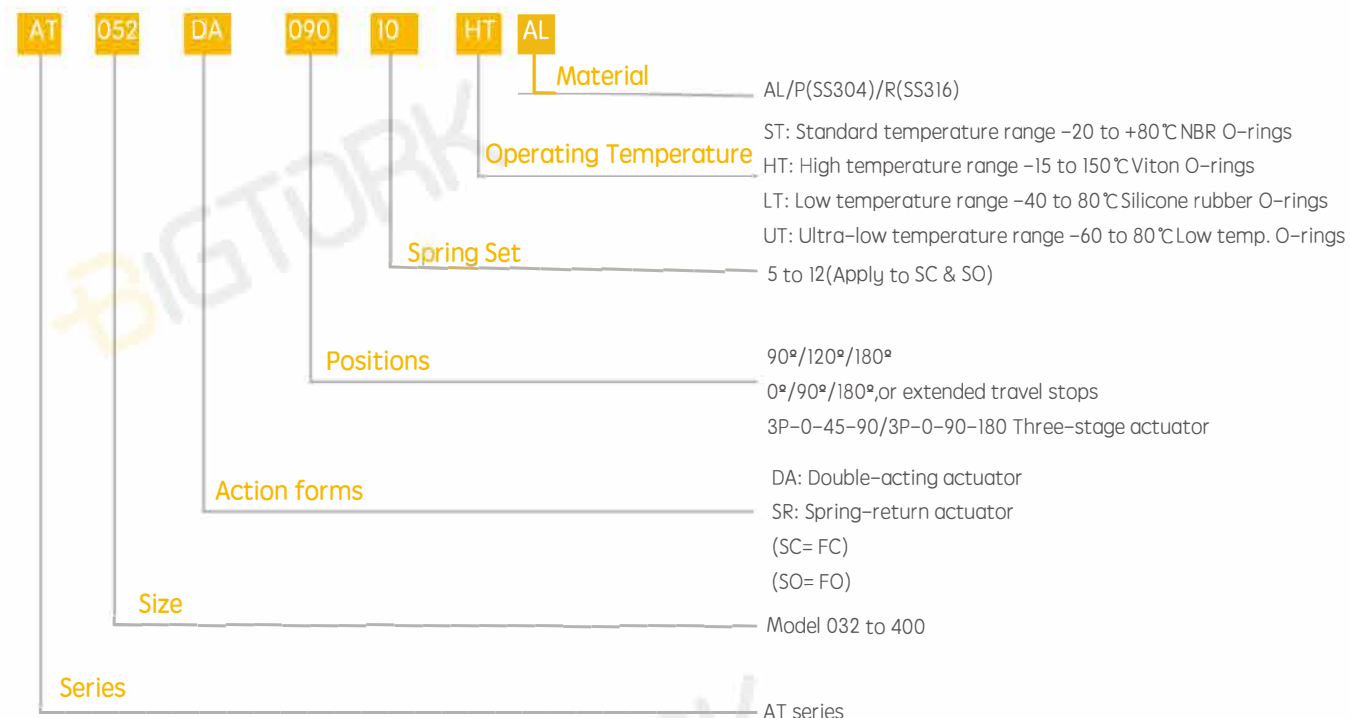 AT 052 DA 090 10 HT AL
Material
AL/P(SS304)/R(SS316)
ST: Standard temperature range -20 to +80℃ NBR O-rings
Operating Temperature
HT: High temperature range -15 to 150℃ Viton O-rings
LT: Low temperature range -40 to 80℃ Silicone rubber O-rings
UT: Ultra-low temperature range -60 to 80℃ Low temp. O-rings
Spring Set
5 to 12(Apply to SC & SO)
Positions
90º/120º/180º
0º/90º/180º,or extended travel stops
3P-0-45-90/3P-0-90-180 Three-stage actuator
Action forms
DA: Double-acting actuator
SR: Spring-return actuator
(SC= FC)
(SO= FO)
Size
Model 032 to 400
Series
AT series
BIGTORK